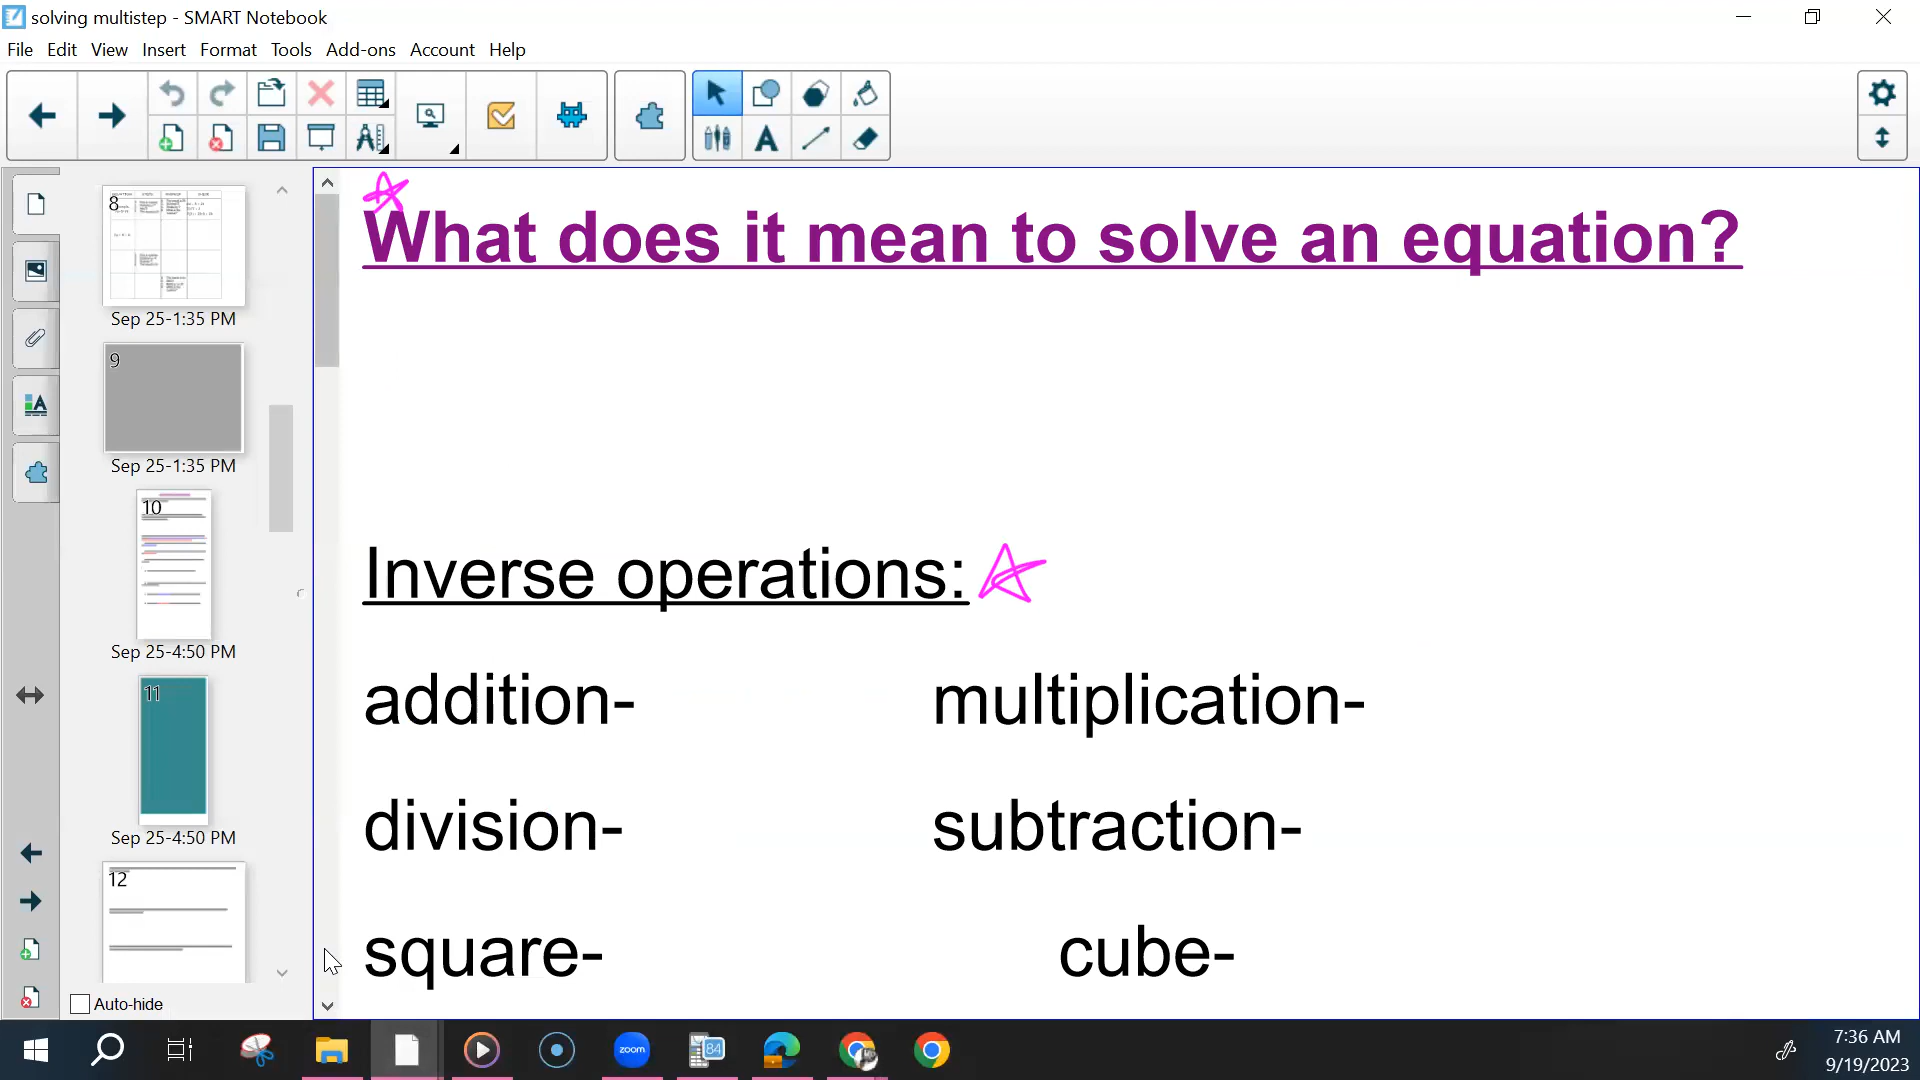 solving multistep - SMART Notebook
File Edit View Insert Format Tools Add-ons Account Help
8
Sep 25-1:35 PM
9
Sep 25-1:35 PM
10
Sep 25-4:50 PM
11
Sep 25-4:50 PM
12
Auto-hide
What does it mean to solve an equation?
Inverse operations:
addition- multiplication-
division- subtraction-
square- cube-
zoom
84
7:36 AM
9/19/2023